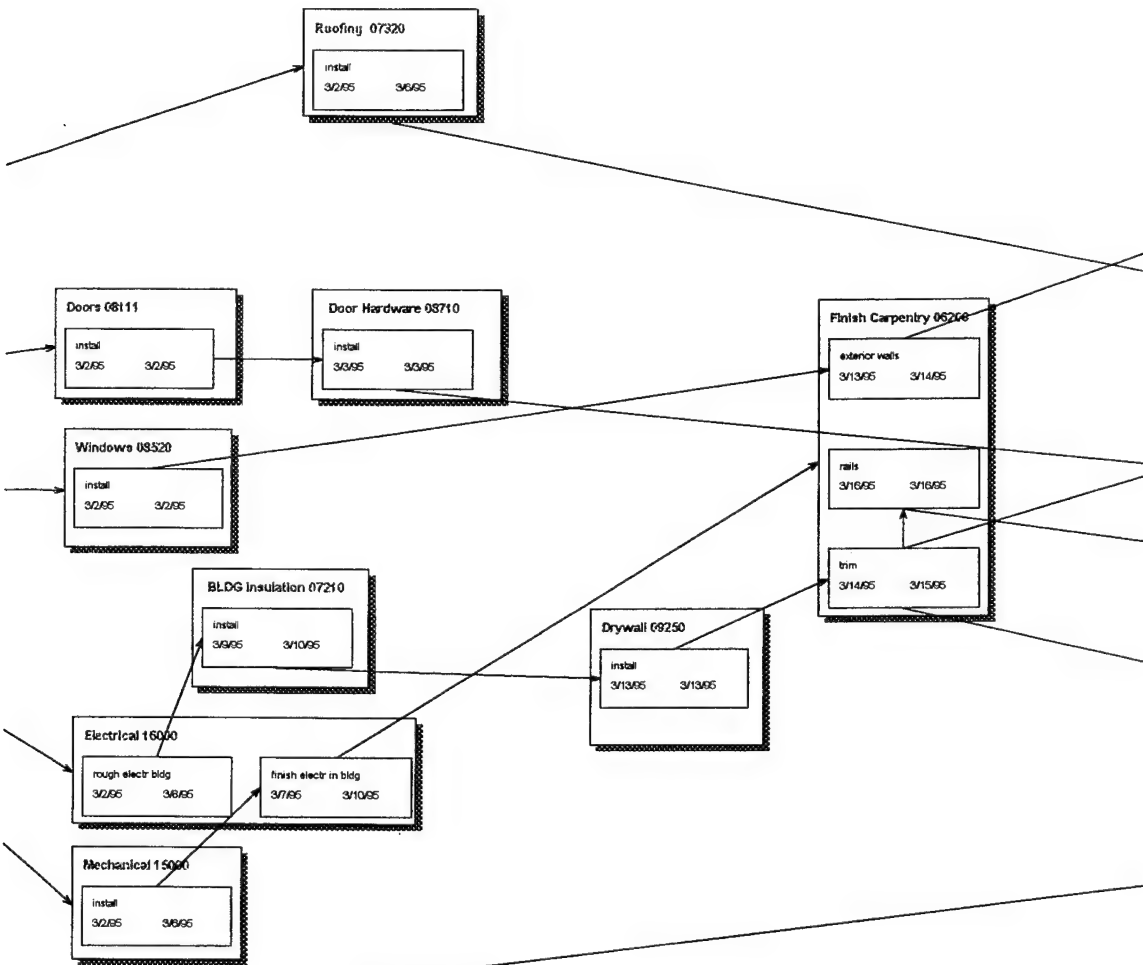 Roofing 07320
install
3/2/95 3/6/95
Doors 08111
install
3/2/95 3/2/95
Door Hardware 08710
install
3/3/95 3/3/95
Finish Carpentry 06200
exterior walls
3/13/95 3/14/95
rails
3/16/95 3/16/95
trim
3/14/95 3/15/95
Windows 08520
install
3/2/95 3/2/95
BLDG Insulation 07210
install
3/9/95 3/10/95
Drywall 09250
install
3/13/95 3/13/95
Electrical 16000
rough electr bldg
3/2/95 3/8/95
finish electr in bldg
3/7/95 3/10/95
Mechanical 15000
install
3/2/95 3/6/95